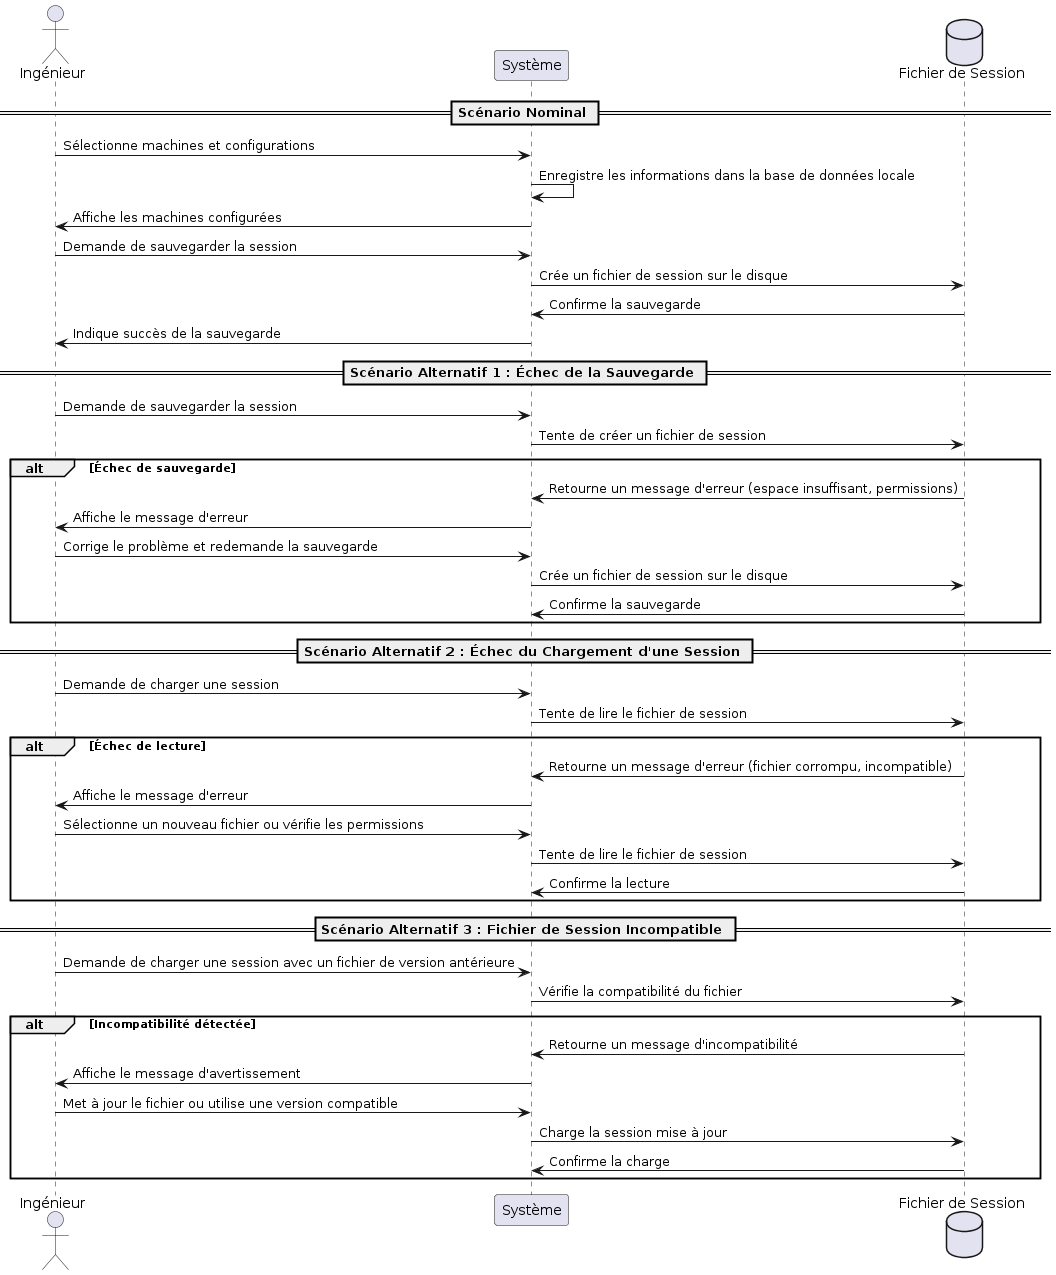 Ingénieur
Système
Fichier de Session
Scénario Nominal
Sélectionne machines et configurations
Enregistre les informations dans la base de données locale
Affiche les machines configurées
Demande de sauvegarder la session
Crée un fichier de session sur le disque
Confirme la sauvegarde
Indique succès de la sauvegarde
Scénario Alternatif 1 : Échec de la Sauvegarde
Demande de sauvegarder la session
Tente de créer un fichier de session
alt [Échec de sauvegarde]
Retourne un message d'erreur (espace insuffisant, permissions)
Affiche le message d'erreur
Corrige le problème et redemande la sauvegarde
Crée un fichier de session sur le disque
Confirme la sauvegarde
Scénario Alternatif 2 : Échec du Chargement d'une Session
Demande de charger une session
Tente de lire le fichier de session
alt [Échec de lecture]
Retourne un message d'erreur (fichier corrompu, incompatible)
Affiche le message d'erreur
Sélectionne un nouveau fichier ou vérifie les permissions
Tente de lire le fichier de session
Confirme la lecture
Scénario Alternatif 3 : Fichier de Session Incompatible
Demande de charger une session avec un fichier de version antérieure
Vérifie la compatibilité du fichier
alt [Incompatibilité détectée]
Retourne un message d'incompatibilité
Affiche le message d'avertissement
Met à jour le fichier ou utilise une version compatible
Charge la session mise à jour
Confirme la charge
Ingénieur
Système
Fichier de Session